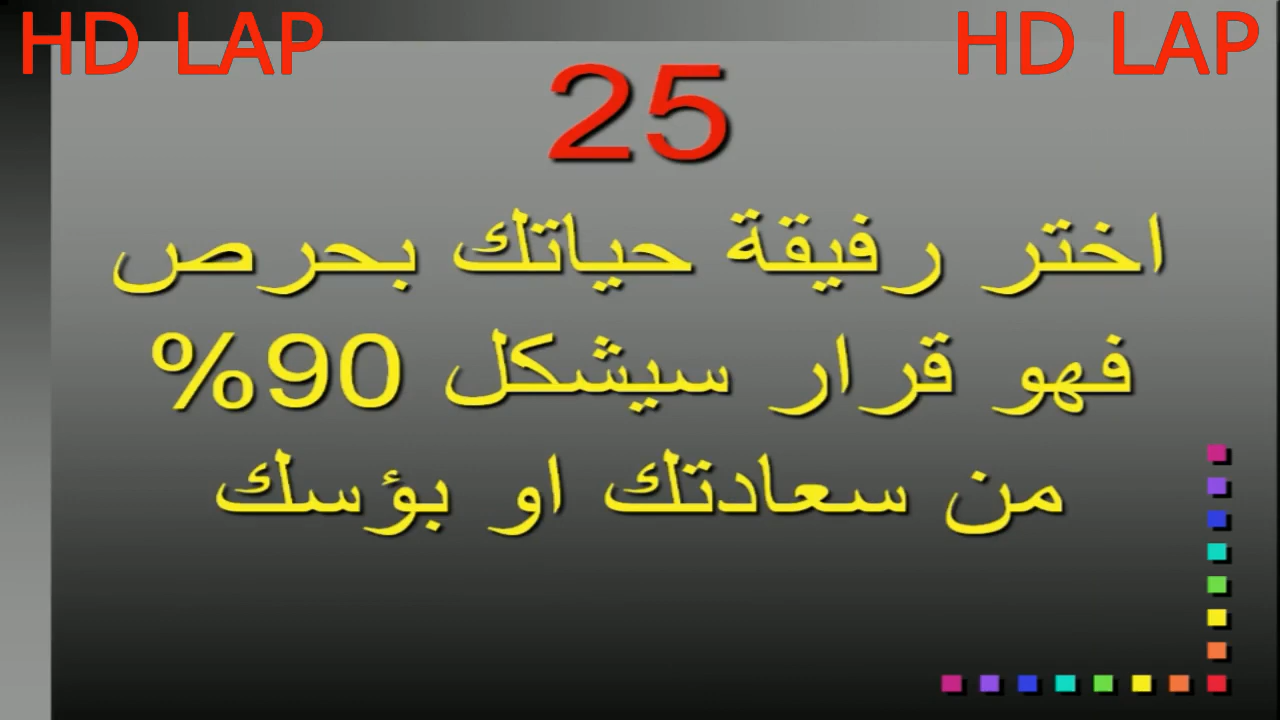 HD LAP HD LAP
25
اختر رفيقة حياتك بحرص
فهو قرار سيشكل 90%
من سعادتك او بؤسك